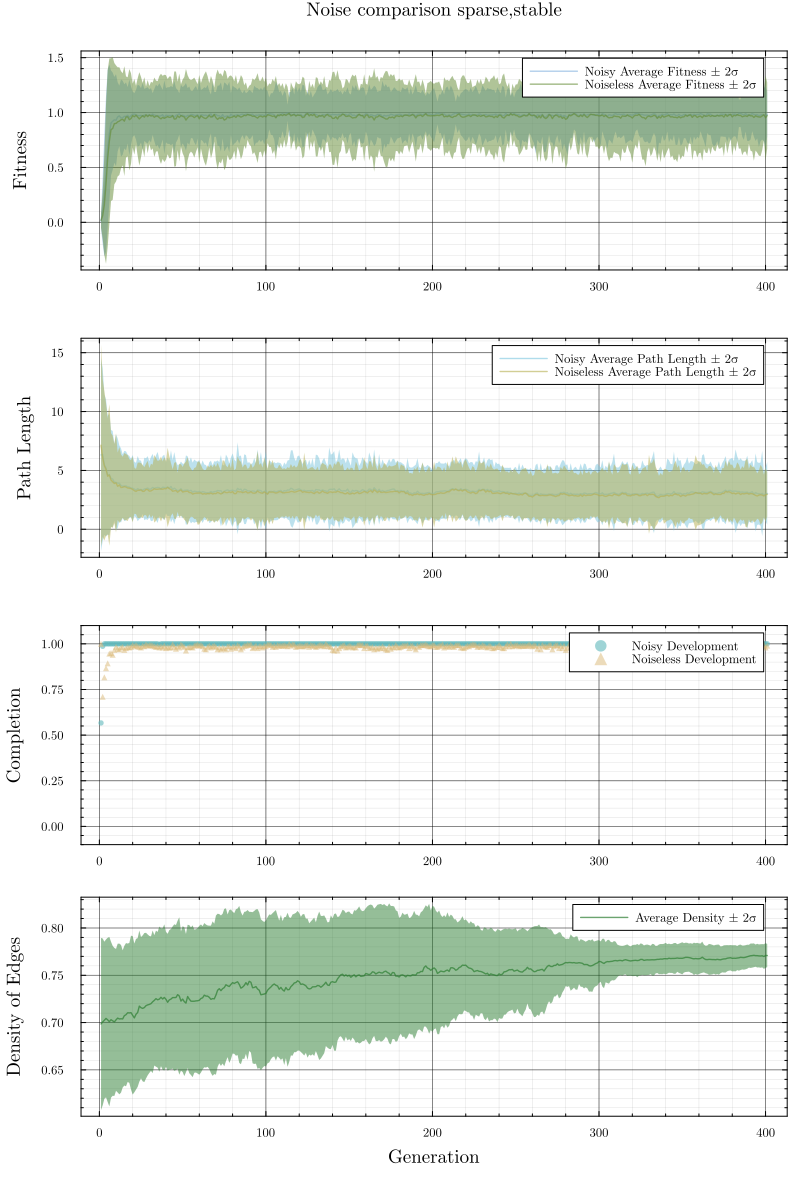 Noise comparison sparse,stable
1.5
1.0
0.5
0.0
Fitness
Noisy Average Fitness ± 2σ
Noiseless Average Fitness ± 2σ
0 100 200 300 400
15
10
5
0
Path Length
Noisy Average Path Length ± 2σ
Noiseless Average Path Length ± 2σ
0 100 200 300 400
1.00
0.75
0.50
0.25
0.00
Completion
Noisy Development
Noiseless Development
0 100 200 300 400
0.80
0.75
0.70
0.65
Density of Edges
Average Density ± 2σ
0 100 200 300 400
Generation